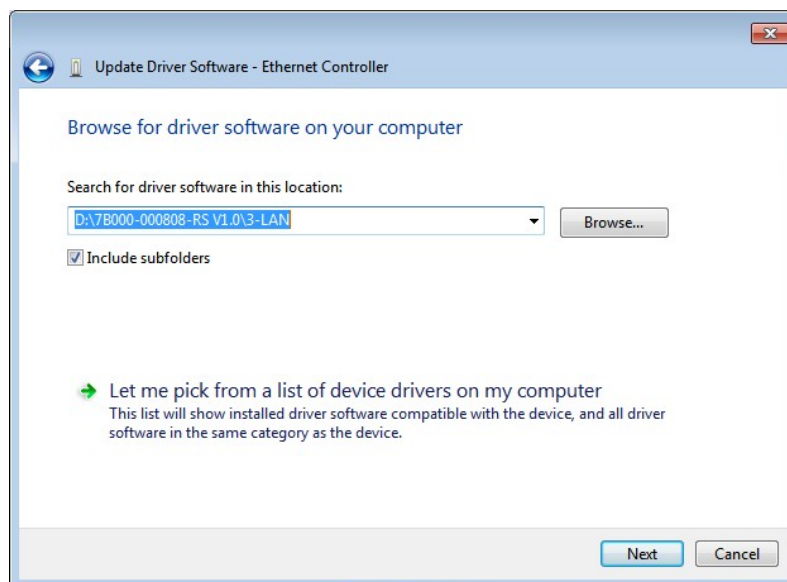 Update Driver Software - Ethernet Controller
Browse for driver software on your computer
Search for driver software in this location:
D:\7B000-000808-RS V1.0\3-LAN
Browse...
Include subfolders
Let me pick from a list of device drivers on my computer
This list will show installed driver software compatible with the device, and all driver
software in the same category as the device.
Next
Cancel